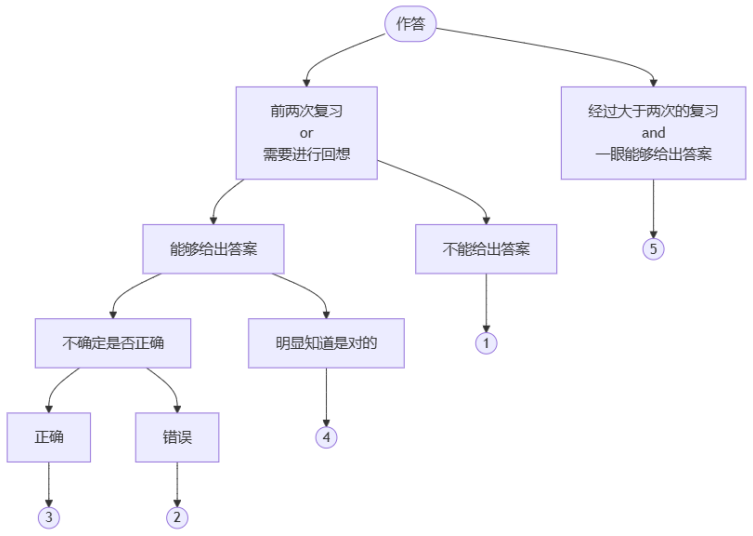 作答
前两次复习
or
需要进行回想
经过大于两次的复习
and
一眼能够给出答案
能够给出答案
不能给出答案
5
不确定是否正确
明显知道是对的
1
正确
错误
4
3
2